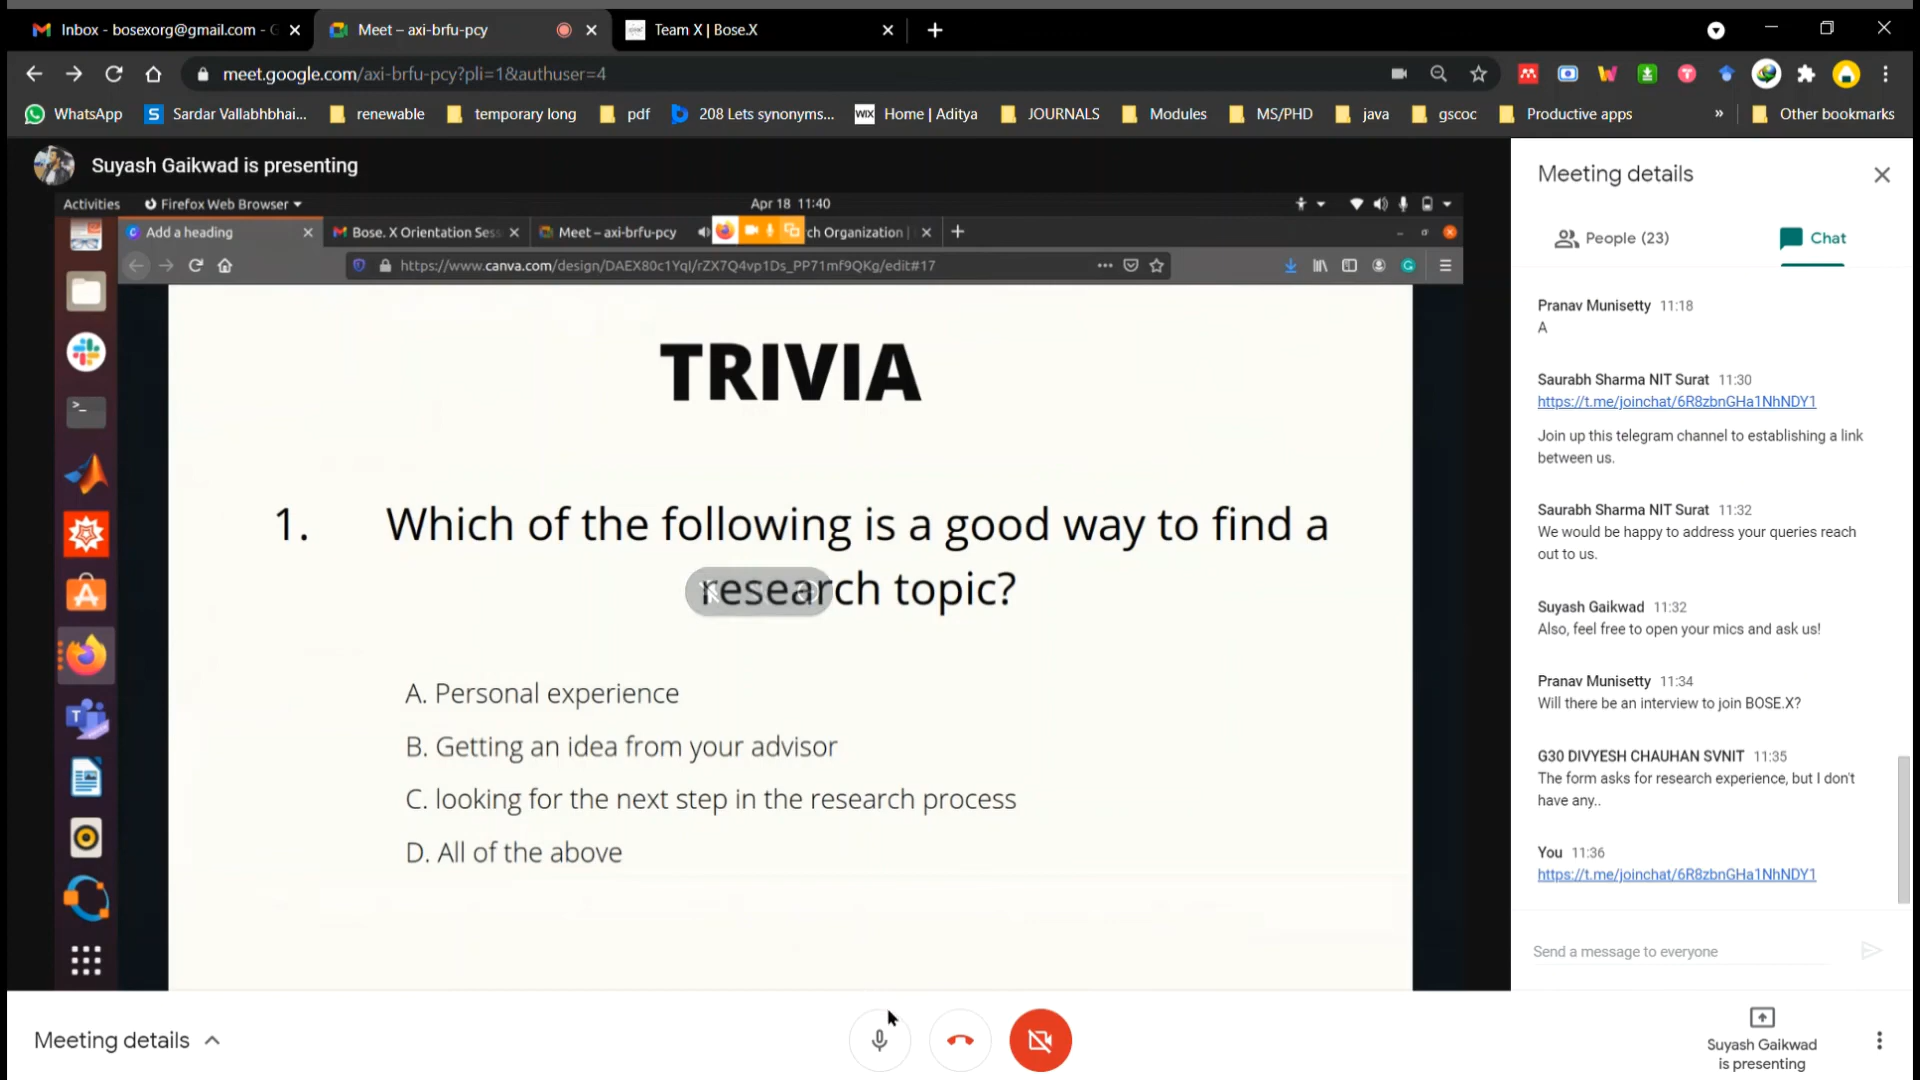 Inbox - bosexorg@gmail.com - G
Meet – axi-brfu-pcy
Team X | Bose.X
meet.google.com/axi-brfu-pcy?pli=1&authuser=4
WhatsApp
Sardar Vallabhbhai...
renewable
temporary long
pdf
208 Lets synonyms...
WIX Home | Aditya
JOURNALS
Modules
MS/PHD
java
gscoc
Productive apps
»
Other bookmarks
Suyash Gaikwad is presenting
Activities
Firefox Web Browser
Apr 18 11:40
Add a heading
Bose. X Orientation Ses
Meet – axi-brfu-pcy
ch Organization |
https://www.canva.com/design/DAEX80c1YqI/rZX7Q4vp1Ds_PP71mf9QKg/edit#17
TRIVIA
1. Which of the following is a good way to find a
research topic?
A. Personal experience
B. Getting an idea from your advisor
C. looking for the next step in the research process
D. All of the above
Meeting details
People (23)
Chat
Pranav Munisetty 11:18
A
Saurabh Sharma NIT Surat 11:30
https://t.me/joinchat/6R8zbnGHa1NhNDY1
Join up this telegram channel to establishing a link
between us.
Saurabh Sharma NIT Surat 11:32
We would be happy to address your queries reach
out to us.
Suyash Gaikwad 11:32
Also, feel free to open your mics and ask us!
Pranav Munisetty 11:34
Will there be an interview to join BOSE.X?
G30 DIVYESH CHAUHAN SVNIT 11:35
The form asks for research experience, but I don't
have any..
You 11:36
https://t.me/joinchat/6R8zbnGHa1NhNDY1
Send a message to everyone
Meeting details
Suyash Gaikwad
is presenting